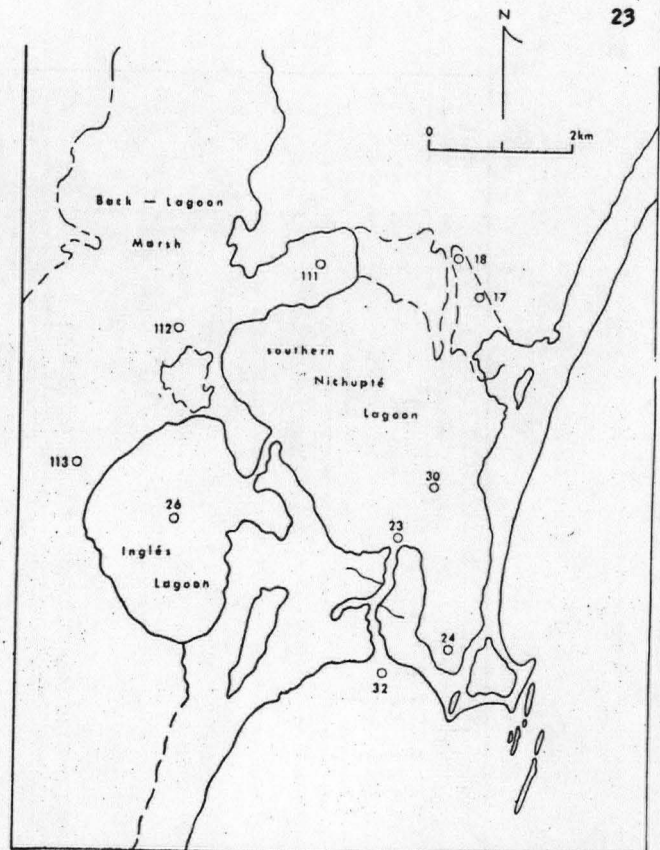 23
N
0 2km
Back — Lagoon
Marsh
18
111
17
112
southern
Nichupté
Lagoon
113
30
26
23
Inglés
Lagoon
24
32